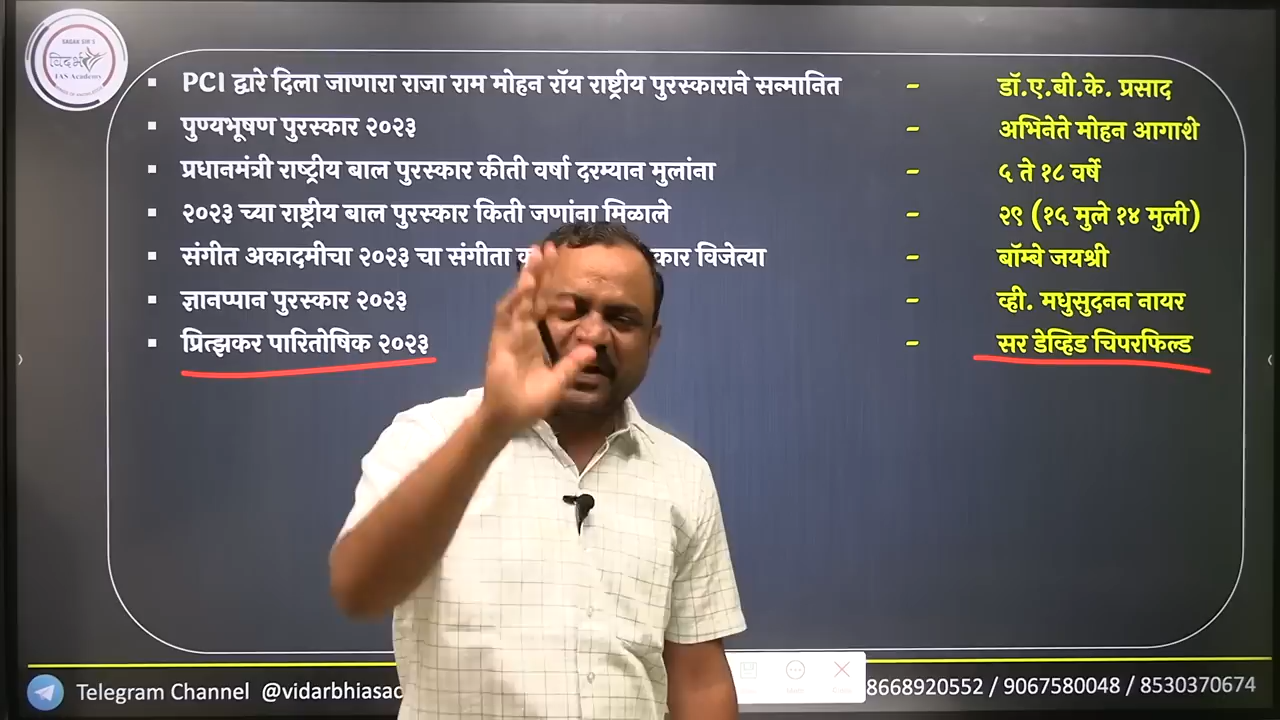 SAGAR SIR'S
विदर्भ
IAS Academy
PCI द्वारे दिला जाणारा राजा राम मोहन रॉय राष्ट्रीय पुरस्काराने सन्मानित - डॉ.ए.बी.के. प्रसाद
पुण्यभूषण पुरस्कार २०२३ - अभिनेते मोहन आगाशे
प्रधानमंत्री राष्ट्रीय बाल पुरस्कार कीती वर्षा दरम्यान मुलांना - ५ ते १८ वर्षे
२०२३ च्या राष्ट्रीय बाल पुरस्कार किती जणांना मिळाले - २९ (१५ मुले १४ मुली)
संगीत अकादमीचा २०२३ चा संगीता क कार विजेत्या - बॉम्बे जयश्री
ज्ञानप्पान पुरस्कार २०२३ - व्ही. मधुसुदनन नायर
प्रित्झकर पारितोषिक २०२३ - सर डेव्हिड चिपरफिल्ड
Telegram Channel @vidarbhiasac 8668920552 / 9067580048 / 8530370674